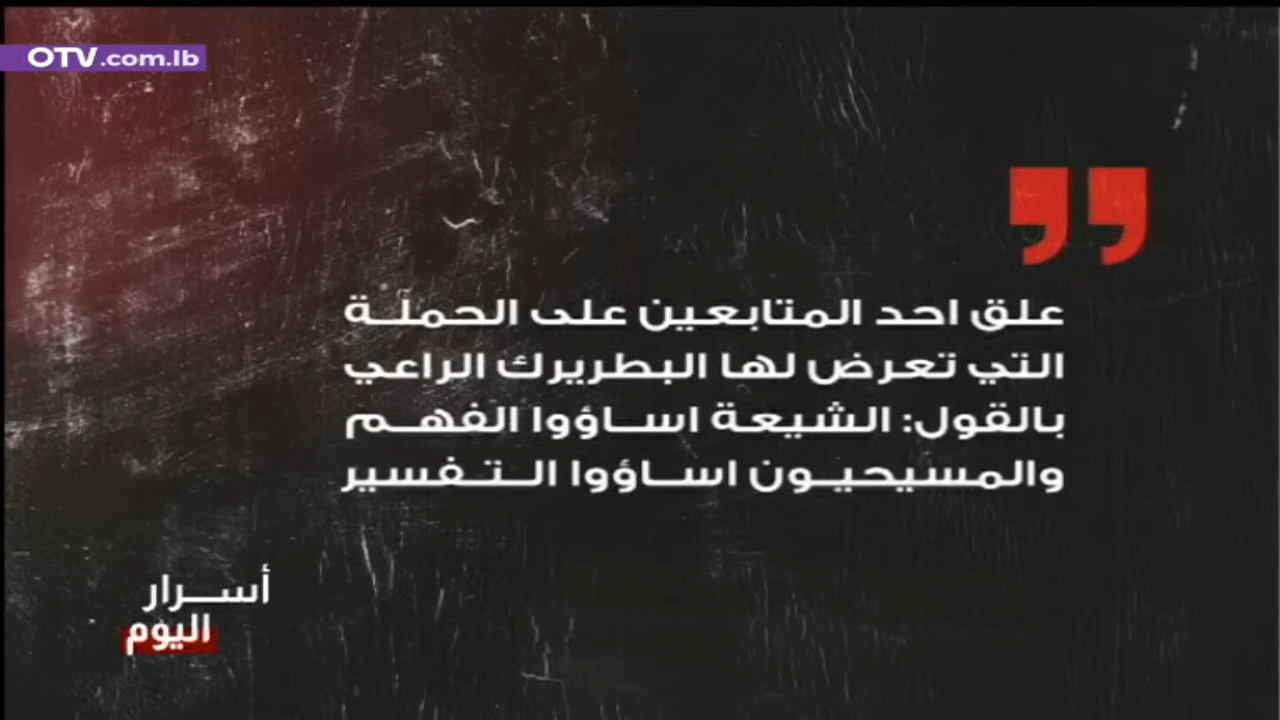 OTV.com.lb
علق احد المتابعين على الحملة
التي تعرض لها البطريرك الراعي
بالقول: الشيعة اساؤوا الفهم
والمسيحيون اساؤوا التفسير
أسرار
اليوم